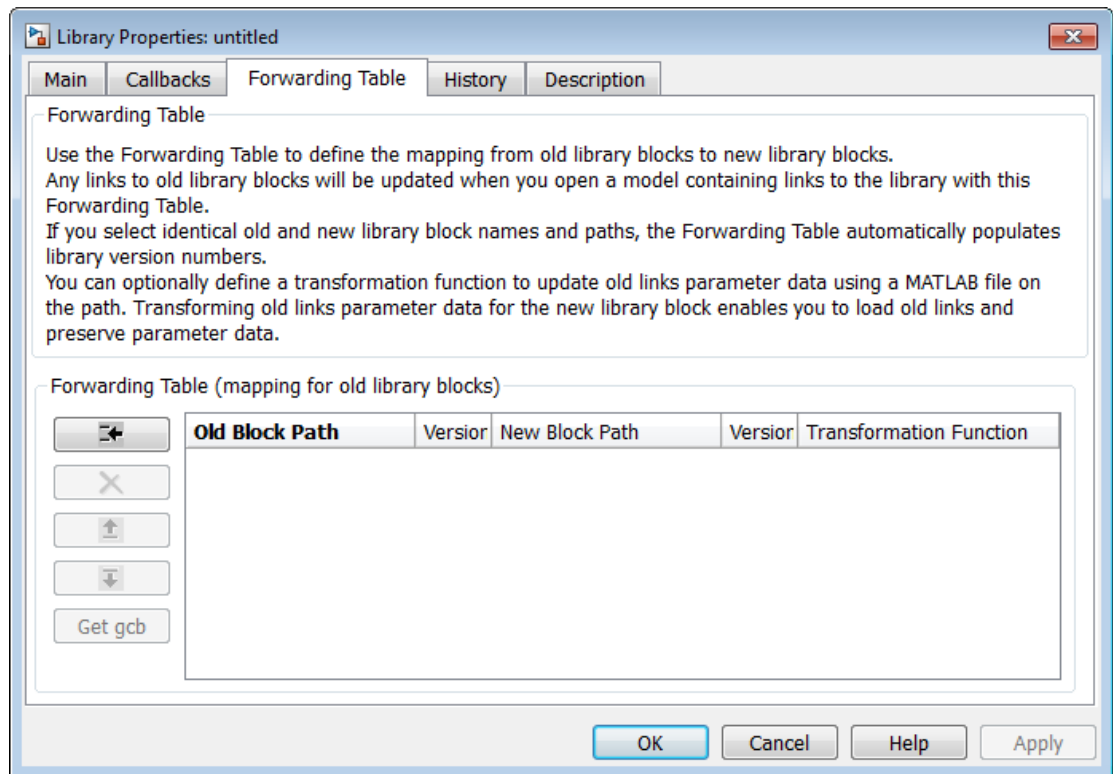 Library Properties: untitled
Main Callbacks Forwarding Table History Description
Forwarding Table
Use the Forwarding Table to define the mapping from old library blocks to new library blocks.
Any links to old library blocks will be updated when you open a model containing links to the library with this
Forwarding Table.
If you select identical old and new library block names and paths, the Forwarding Table automatically populates
library version numbers.
You can optionally define a transformation function to update old links parameter data using a MATLAB file on
the path. Transforming old links parameter data for the new library block enables you to load old links and
preserve parameter data.
Forwarding Table (mapping for old library blocks)
Old Block Path Version New Block Path Version Transformation Function
Get gcb
OK Cancel Help Apply